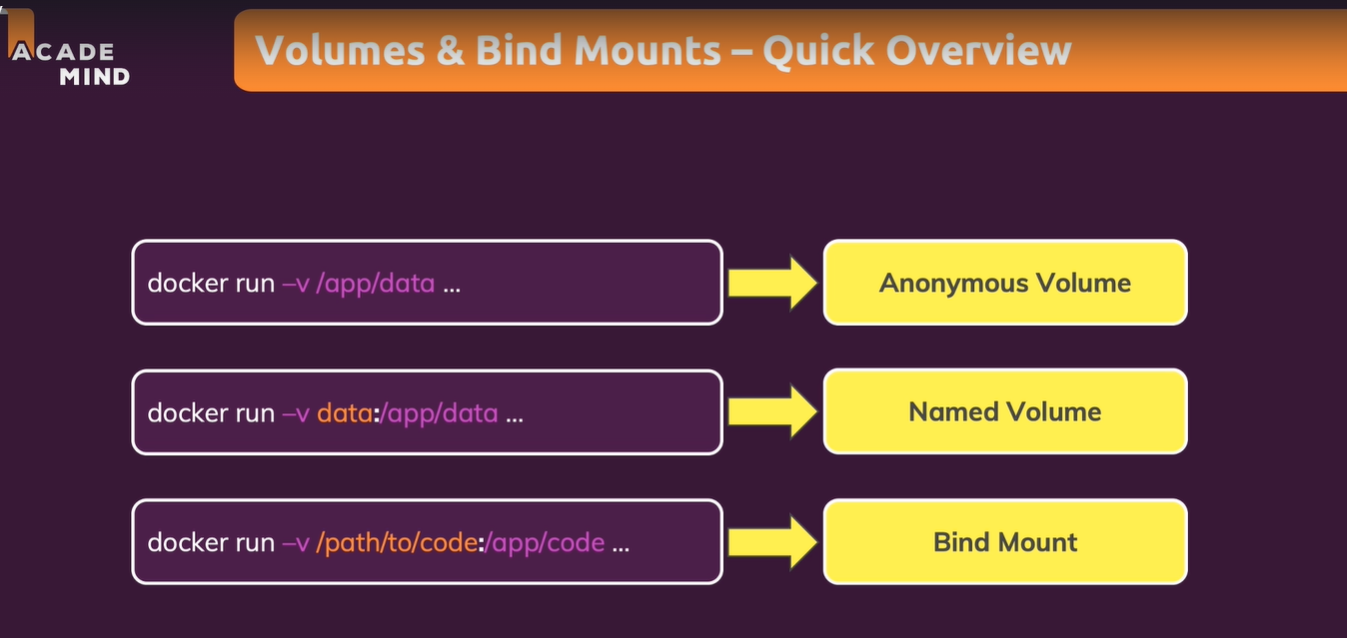 ACADE
MIND
Volumes & Bind Mounts – Quick Overview
docker run –v /app/data ...
Anonymous Volume
docker run –v data:/app/data ...
Named Volume
docker run –v /path/to/code:/app/code ...
Bind Mount